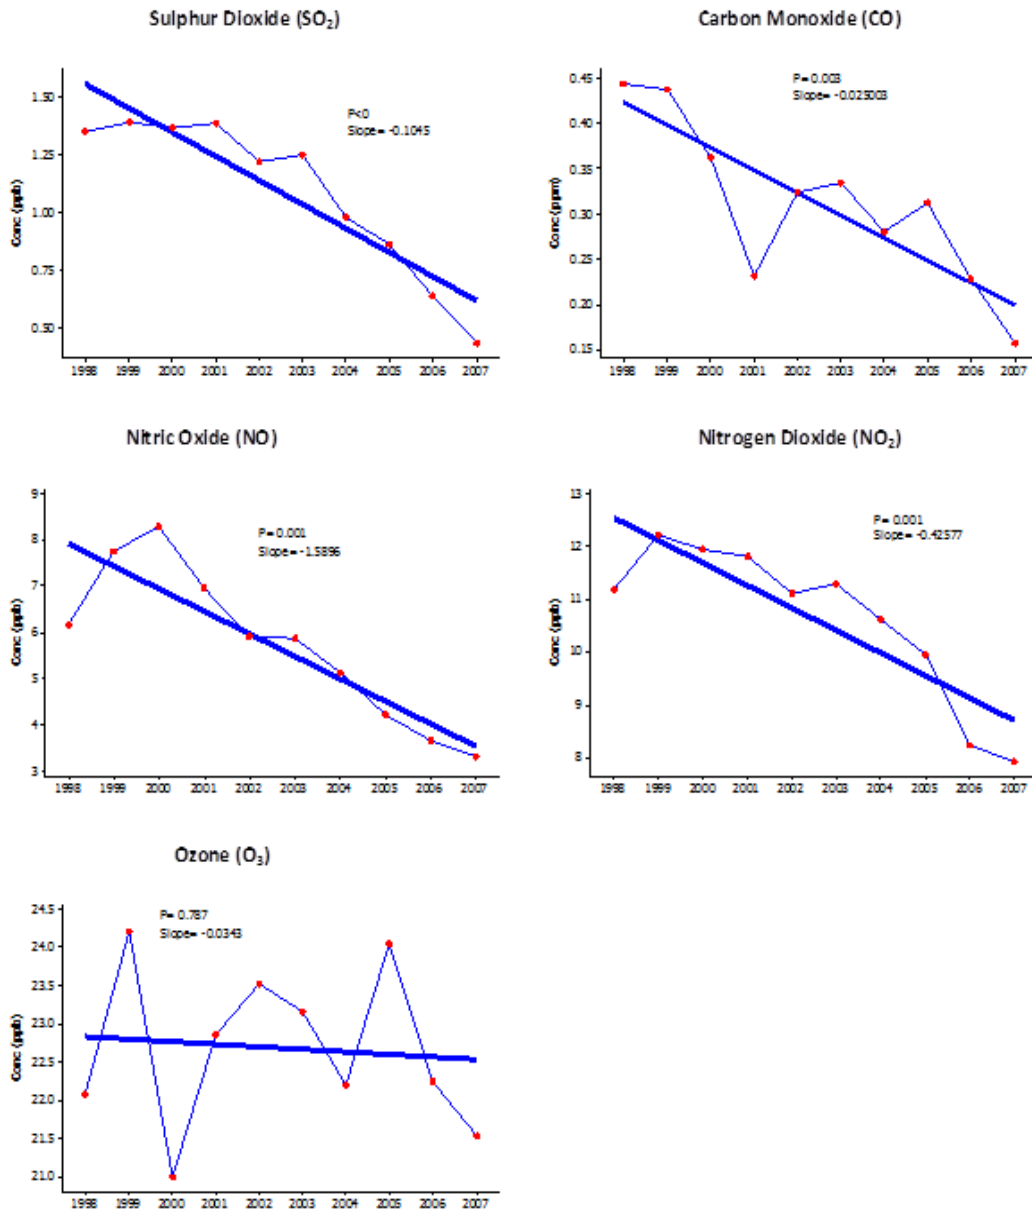 Sulphur Dioxide (SO₂)
P<0
Slope= -0.1045
Conc (ppb)
1.50
1.25
1.00
0.75
0.50
1998 1999 2000 2001 2002 2003 2004 2005 2006 2007
Carbon Monoxide (CO)
P= 0.003
Slope= -0.025003
Conc (ppm)
0.45
0.40
0.35
0.30
0.25
0.20
0.15
1998 1999 2000 2001 2002 2003 2004 2005 2006 2007
Nitric Oxide (NO)
P= 0.001
Slope= -1.5896
Conc (ppb)
9
8
7
6
5
4
3
1998 1999 2000 2001 2002 2003 2004 2005 2006 2007
Nitrogen Dioxide (NO₂)
P= 0.001
Slope= -0.42577
Conc (ppb)
13
12
11
10
9
8
1998 1999 2000 2001 2002 2003 2004 2005 2006 2007
Ozone (O₃)
P= 0.787
Slope= -0.0343
Conc (ppb)
24.5
24.0
23.5
23.0
22.5
22.0
21.5
21.0
1998 1999 2000 2001 2002 2003 2004 2005 2006 2007